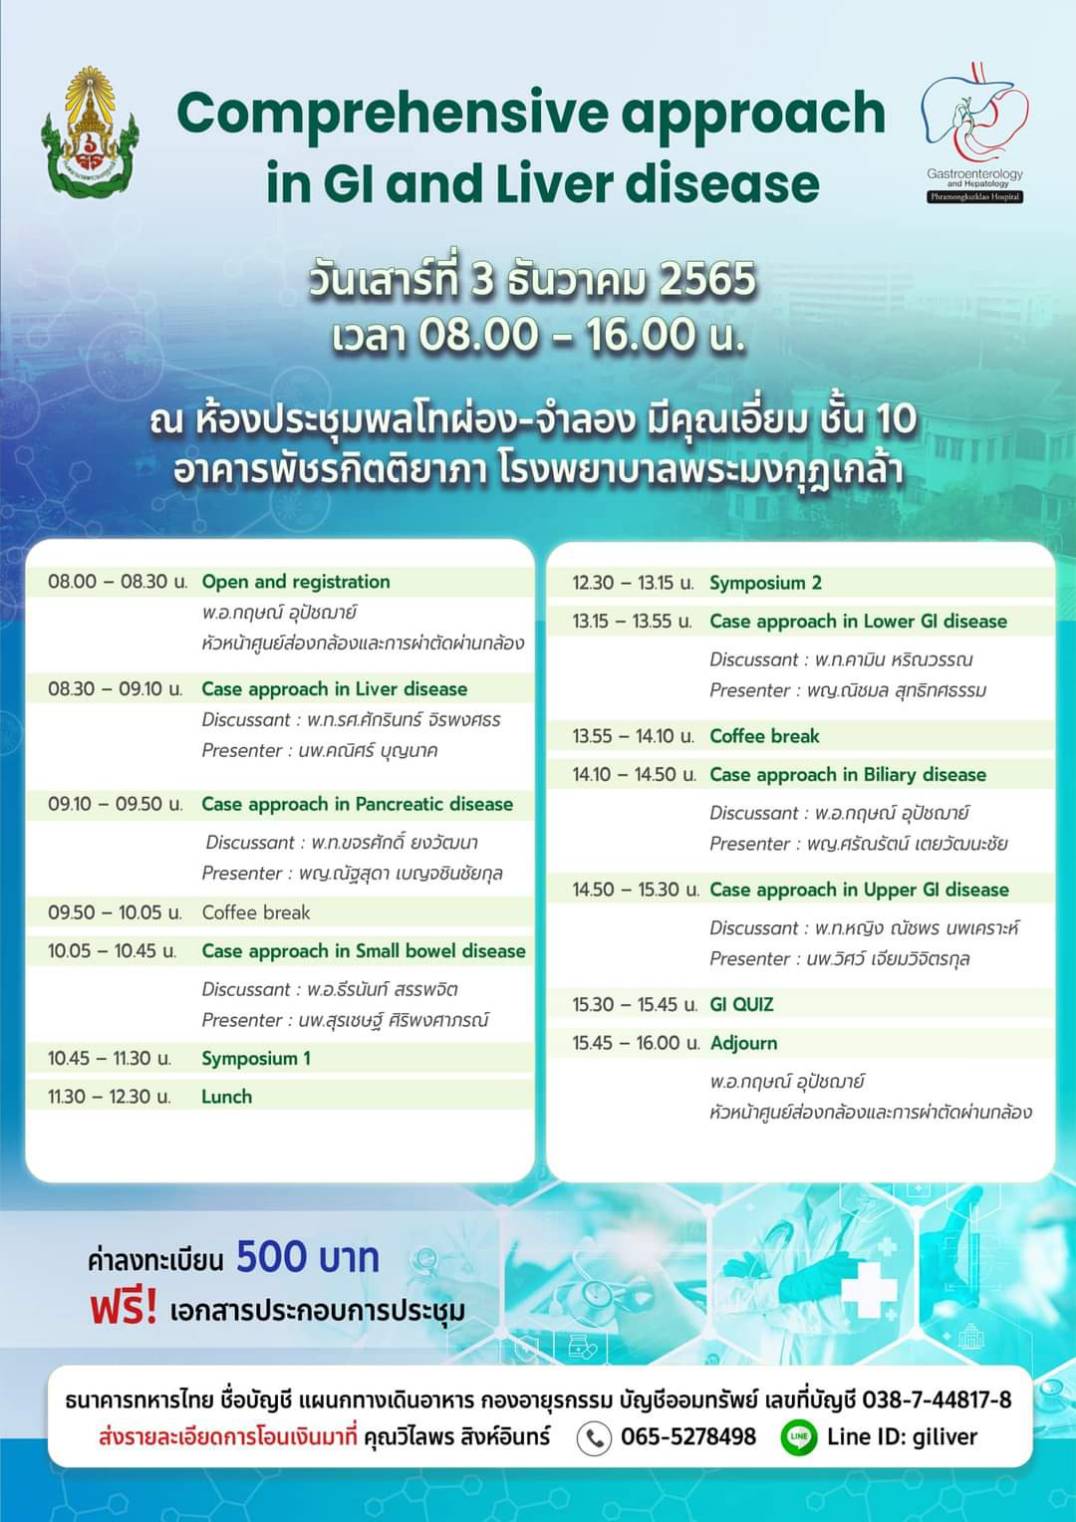 Comprehensive approach
in GI and Liver disease
Gastroenterology
and Hepatology
Phramongkutklao Hospital
วันเสาร์ที่ 3 ธันวาคม 2565
เวลา 08.00 – 16.00 น.
ณ ห้องประชุมพลโทผ่อง-จำลอง มีคุณเอี่ยม ชั้น 10
อาคารพัชรกิตติยาภา โรงพยาบาลพระมงกุฎเกล้า
08.00 – 08.30 น. Open and registration
พ.อ.กฤษณ์ อุปัชฌาย์
หัวหน้าศูนย์ส่องกล้องและการผ่าตัดผ่านกล้อง
08.30 – 09.10 น. Case approach in Liver disease
Discussant : พ.ท.รศ.ศักรินทร์ จิรพงศธร
Presenter : นพ.คณิศร์ บุญนาค
09.10 – 09.50 น. Case approach in Pancreatic disease
Discussant : พ.ท.ขจรศักดิ์ ยงวัฒนา
Presenter : พญ.ณัฐสุดา เบญจชินชัยกุล
09.50 – 10.05 น. Coffee break
10.05 – 10.45 น. Case approach in Small bowel disease
Discussant : พ.อ.ธีรนันท์ สรรพจิต
Presenter : นพ.สุรเชษฐ์ ศิริพงศาภรณ์
10.45 – 11.30 น. Symposium 1
11.30 – 12.30 น. Lunch
12.30 – 13.15 น. Symposium 2
13.15 – 13.55 น. Case approach in Lower GI disease
Discussant : พ.ท.คามิน หริณวรรณ
Presenter : พญ.ณิชมล สุทธิทศธรรม
13.55 – 14.10 น. Coffee break
14.10 – 14.50 น. Case approach in Biliary disease
Discussant : พ.อ.กฤษณ์ อุปัชฌาย์
Presenter : พญ.ศรัณรัตน์ เตยวัฒนะชัย
14.50 – 15.30 น. Case approach in Upper GI disease
Discussant : พ.ท.หญิง ณัชพร นพเคราะห์
Presenter : นพ.วิศว์ เจียมวิจิตรกุล
15.30 – 15.45 น. GI QUIZ
15.45 – 16.00 น. Adjourn
พ.อ.กฤษณ์ อุปัชฌาย์
หัวหน้าศูนย์ส่องกล้องและการผ่าตัดผ่านกล้อง
ค่าลงทะเบียน 500 บาท
ฟรี! เอกสารประกอบการประชุม
ธนาคารทหารไทย ชื่อบัญชี แผนกทางเดินอาหาร กองอายุรกรรม บัญชีออมทรัพย์ เลขที่บัญชี 038-7-44817-8
ส่งรายละเอียดการโอนเงินมาที่ คุณวิไลพร สิงห์อินทร์ 065-5278498 LINE Line ID: giliver